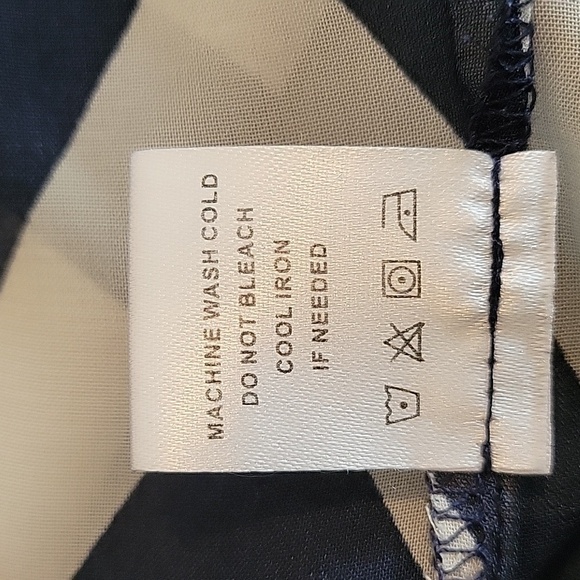 MACHINE WASH COLD
DO NOT BLEACH
COOL IRON
IF NEEDED